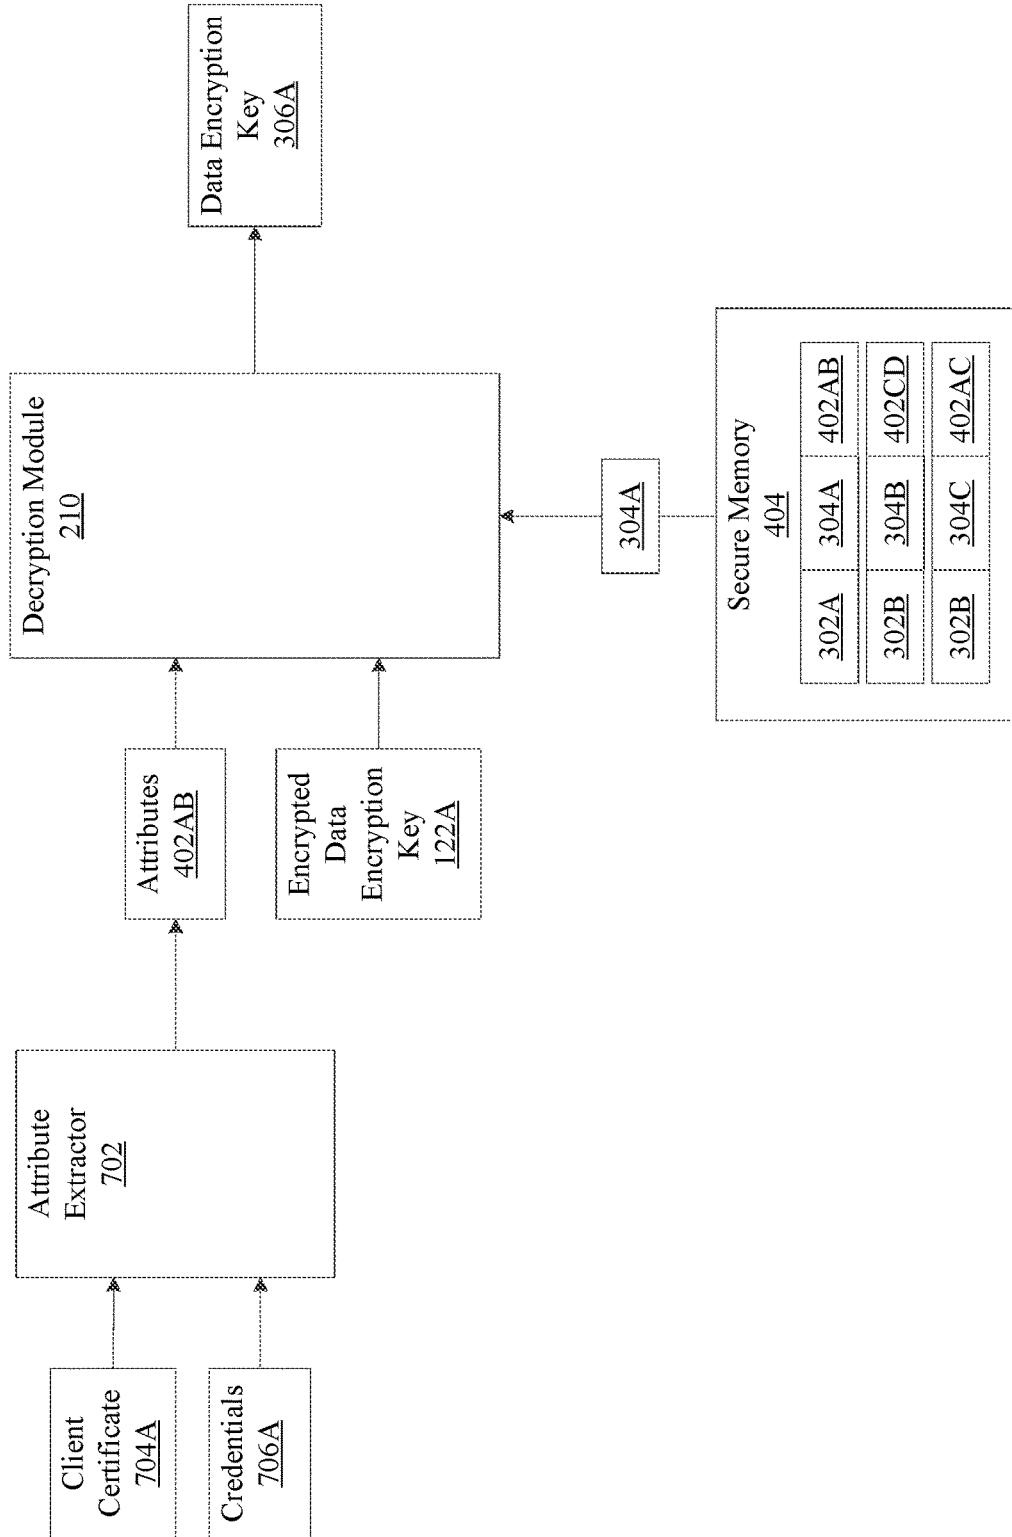 Client
Certificate
704A
Credentials
706A
Attribute
Extractor
702
Attributes
402AB
Encrypted
Data
Encryption
Key
122A
Decryption Module
210
Data Encryption
Key
306A
304A
Secure Memory
404
302A 304A 402AB
302B 304B 402CD
302B 304C 402AC